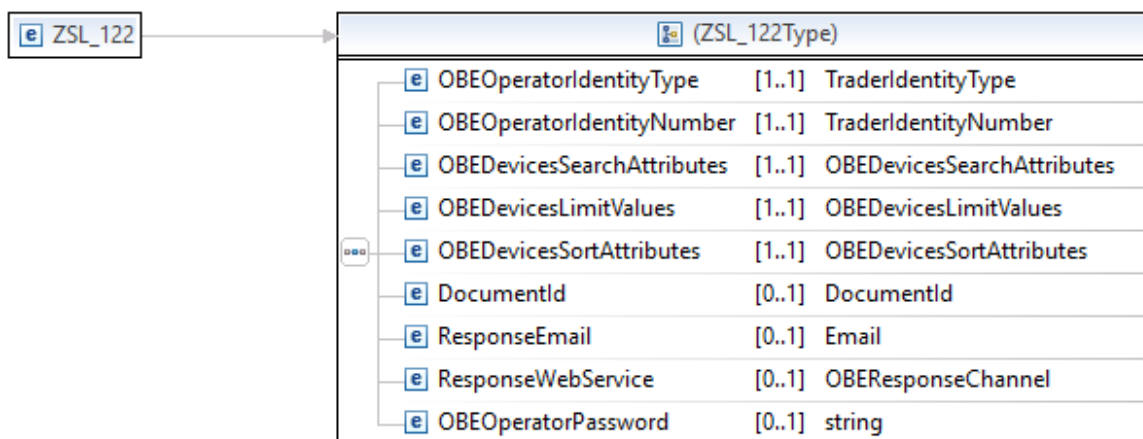 e ZSL_122
(ZSL_122Type)
e OBEOperatorIdentityType [1..1] TraderIdentityType
e OBEOperatorIdentityNumber [1..1] TraderIdentityNumber
e OBEDevicesSearchAttributes [1..1] OBEDevicesSearchAttributes
e OBEDevicesLimitValues [1..1] OBEDevicesLimitValues
e OBEDevicesSortAttributes [1..1] OBEDevicesSortAttributes
e DocumentId [0..1] DocumentId
e ResponseEmail [0..1] Email
e ResponseWebService [0..1] OBEResponseChannel
e OBEOperatorPassword [0..1] string